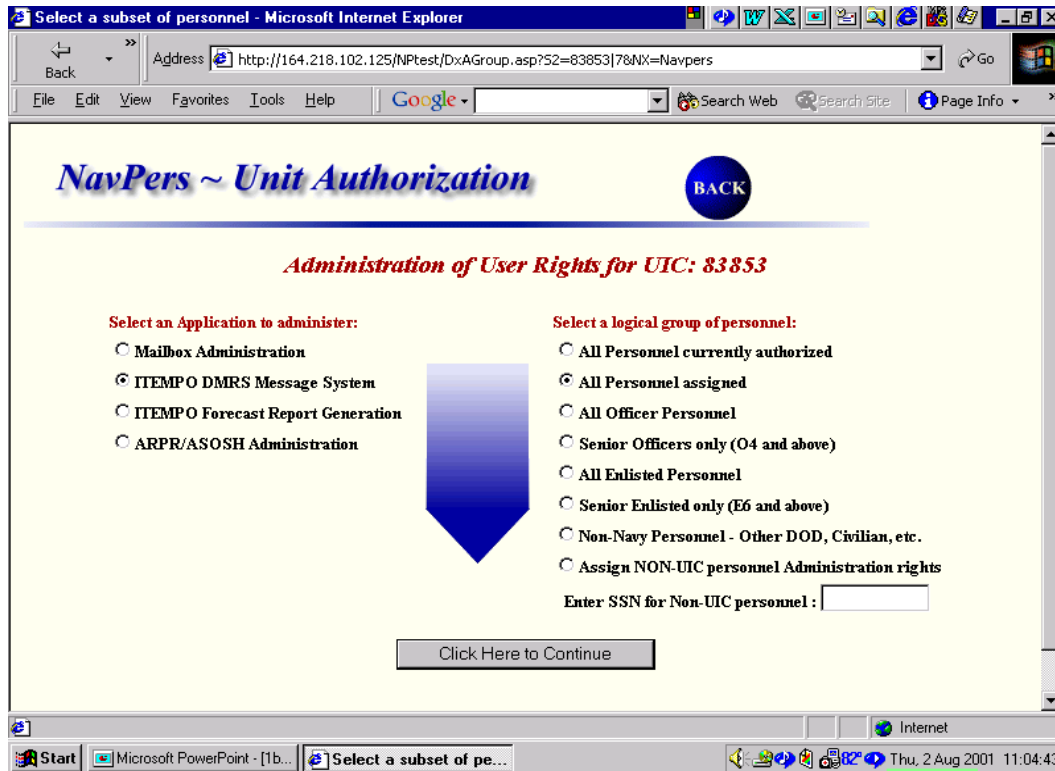 Select a subset of personnel - Microsoft Internet Explorer
Back
Address
http://164.218.102.125/NPtest/DxAGroup.asp?S2=83853|7&NX=Navpers
Go
File Edit View Favorites Tools Help
Google
Search Web
Search Site
Page Info
NavPers ~ Unit Authorization
BACK
Administration of User Rights for UIC: 83853
Select an Application to administer:
Mailbox Administration
ITEMPO DMRS Message System
ITEMPO Forecast Report Generation
ARPR/ASOSH Administration
Select a logical group of personnel:
All Personnel currently authorized
All Personnel assigned
All Officer Personnel
Senior Officers only (O4 and above)
All Enlisted Personnel
Senior Enlisted only (E6 and above)
Non-Navy Personnel - Other DOD, Civilian, etc.
Assign NON-UIC personnel Administration rights
Enter SSN for Non-UIC personnel :
Click Here to Continue
Internet
Start
Microsoft PowerPoint - [1b...
Select a subset of pe...
82°
Thu, 2 Aug 2001 11:04:43